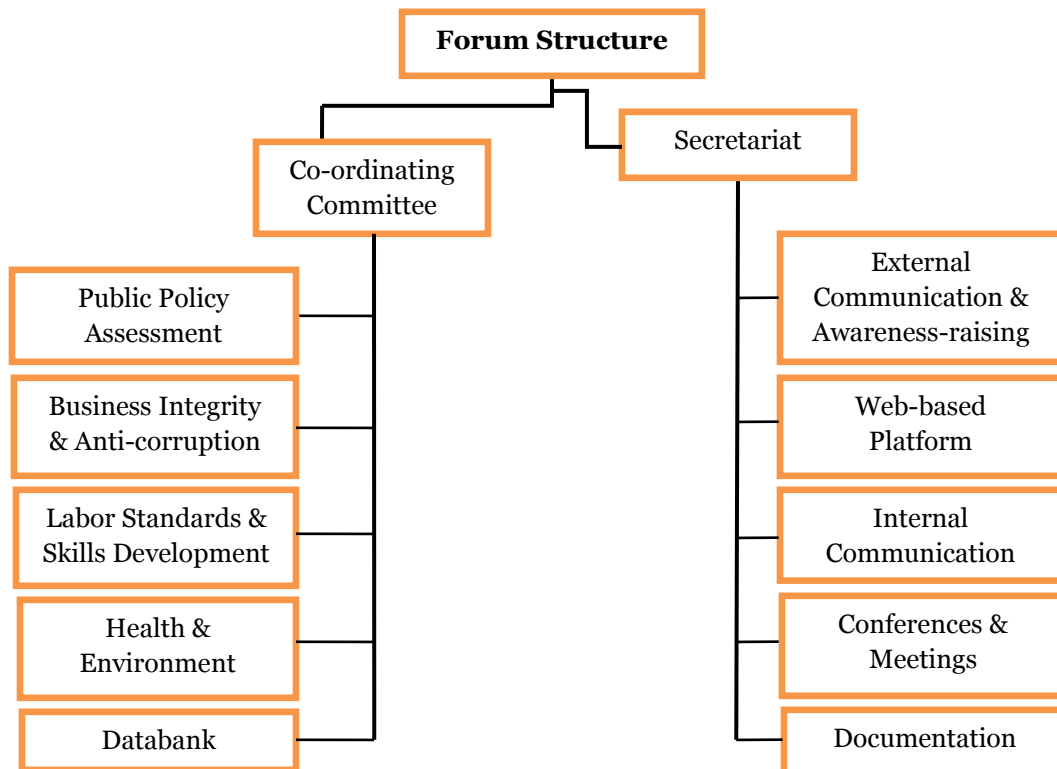 Forum Structure
Co-ordinating
Committee
Secretariat
Public Policy
Assessment
Business Integrity
& Anti-corruption
Labor Standards &
Skills Development
Health &
Environment
Databank
External
Communication &
Awareness-raising
Web-based
Platform
Internal
Communication
Conferences &
Meetings
Documentation